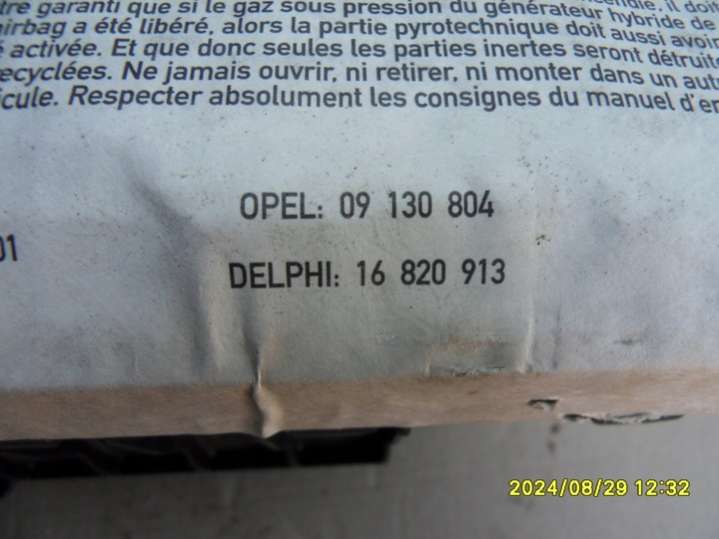 être garanti que si le gaz sous pression du générateur hybride de
airbag a été libéré, alors la partie pyrotechnique doit aussi avoir
é activée. Et que donc seules les parties inertes seront détruite
recyclées. Ne jamais ouvrir, ni retirer, ni monter dans un aut
icule. Respecter absolument les consignes du manuel d'en
OPEL: 09 130 804
01
DELPHI: 16 820 913
2024/08/29 12:32